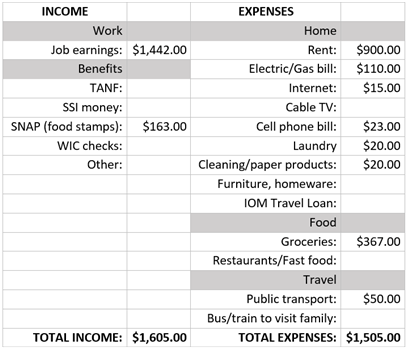 INCOME EXPENSES
Work Home
Job earnings: $1,442.00 Rent: $900.00
Benefits Electric/Gas bill: $110.00
TANF: Internet: $15.00
SSI money: Cable TV:
SNAP (food stamps): $163.00 Cell phone bill: $23.00
WIC checks: Laundry $20.00
Other: Cleaning/paper products: $20.00
Furniture, homeware:
IOM Travel Loan:
Food
Groceries: $367.00
Restaurants/Fast food:
Travel
Public transport: $50.00
Bus/train to visit family:
TOTAL INCOME: $1,605.00 TOTAL EXPENSES: $1,505.00